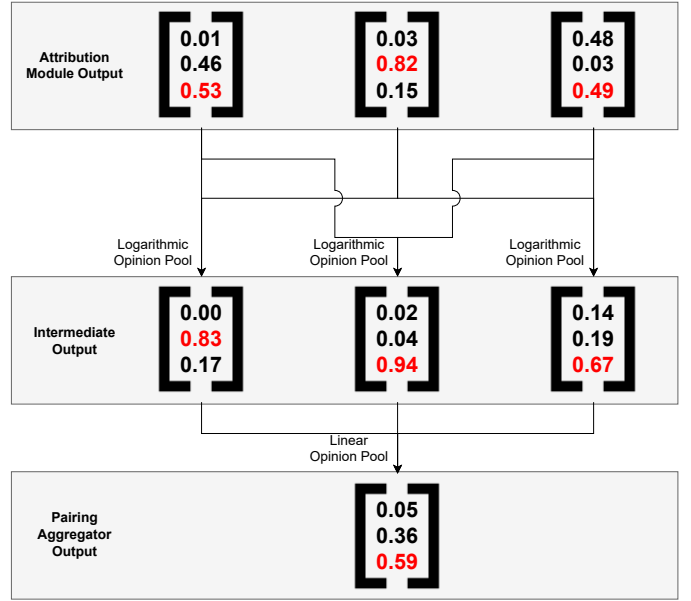 Attribution
Module Output
0.01
0.46
0.53
0.03
0.82
0.15
0.48
0.03
0.49
Logarithmic
Opinion Pool
Logarithmic
Opinion Pool
Logarithmic
Opinion Pool
Intermediate
Output
0.00
0.83
0.17
0.02
0.04
0.94
0.14
0.19
0.67
Linear
Opinion Pool
Pairing
Aggregator
Output
0.05
0.36
0.59